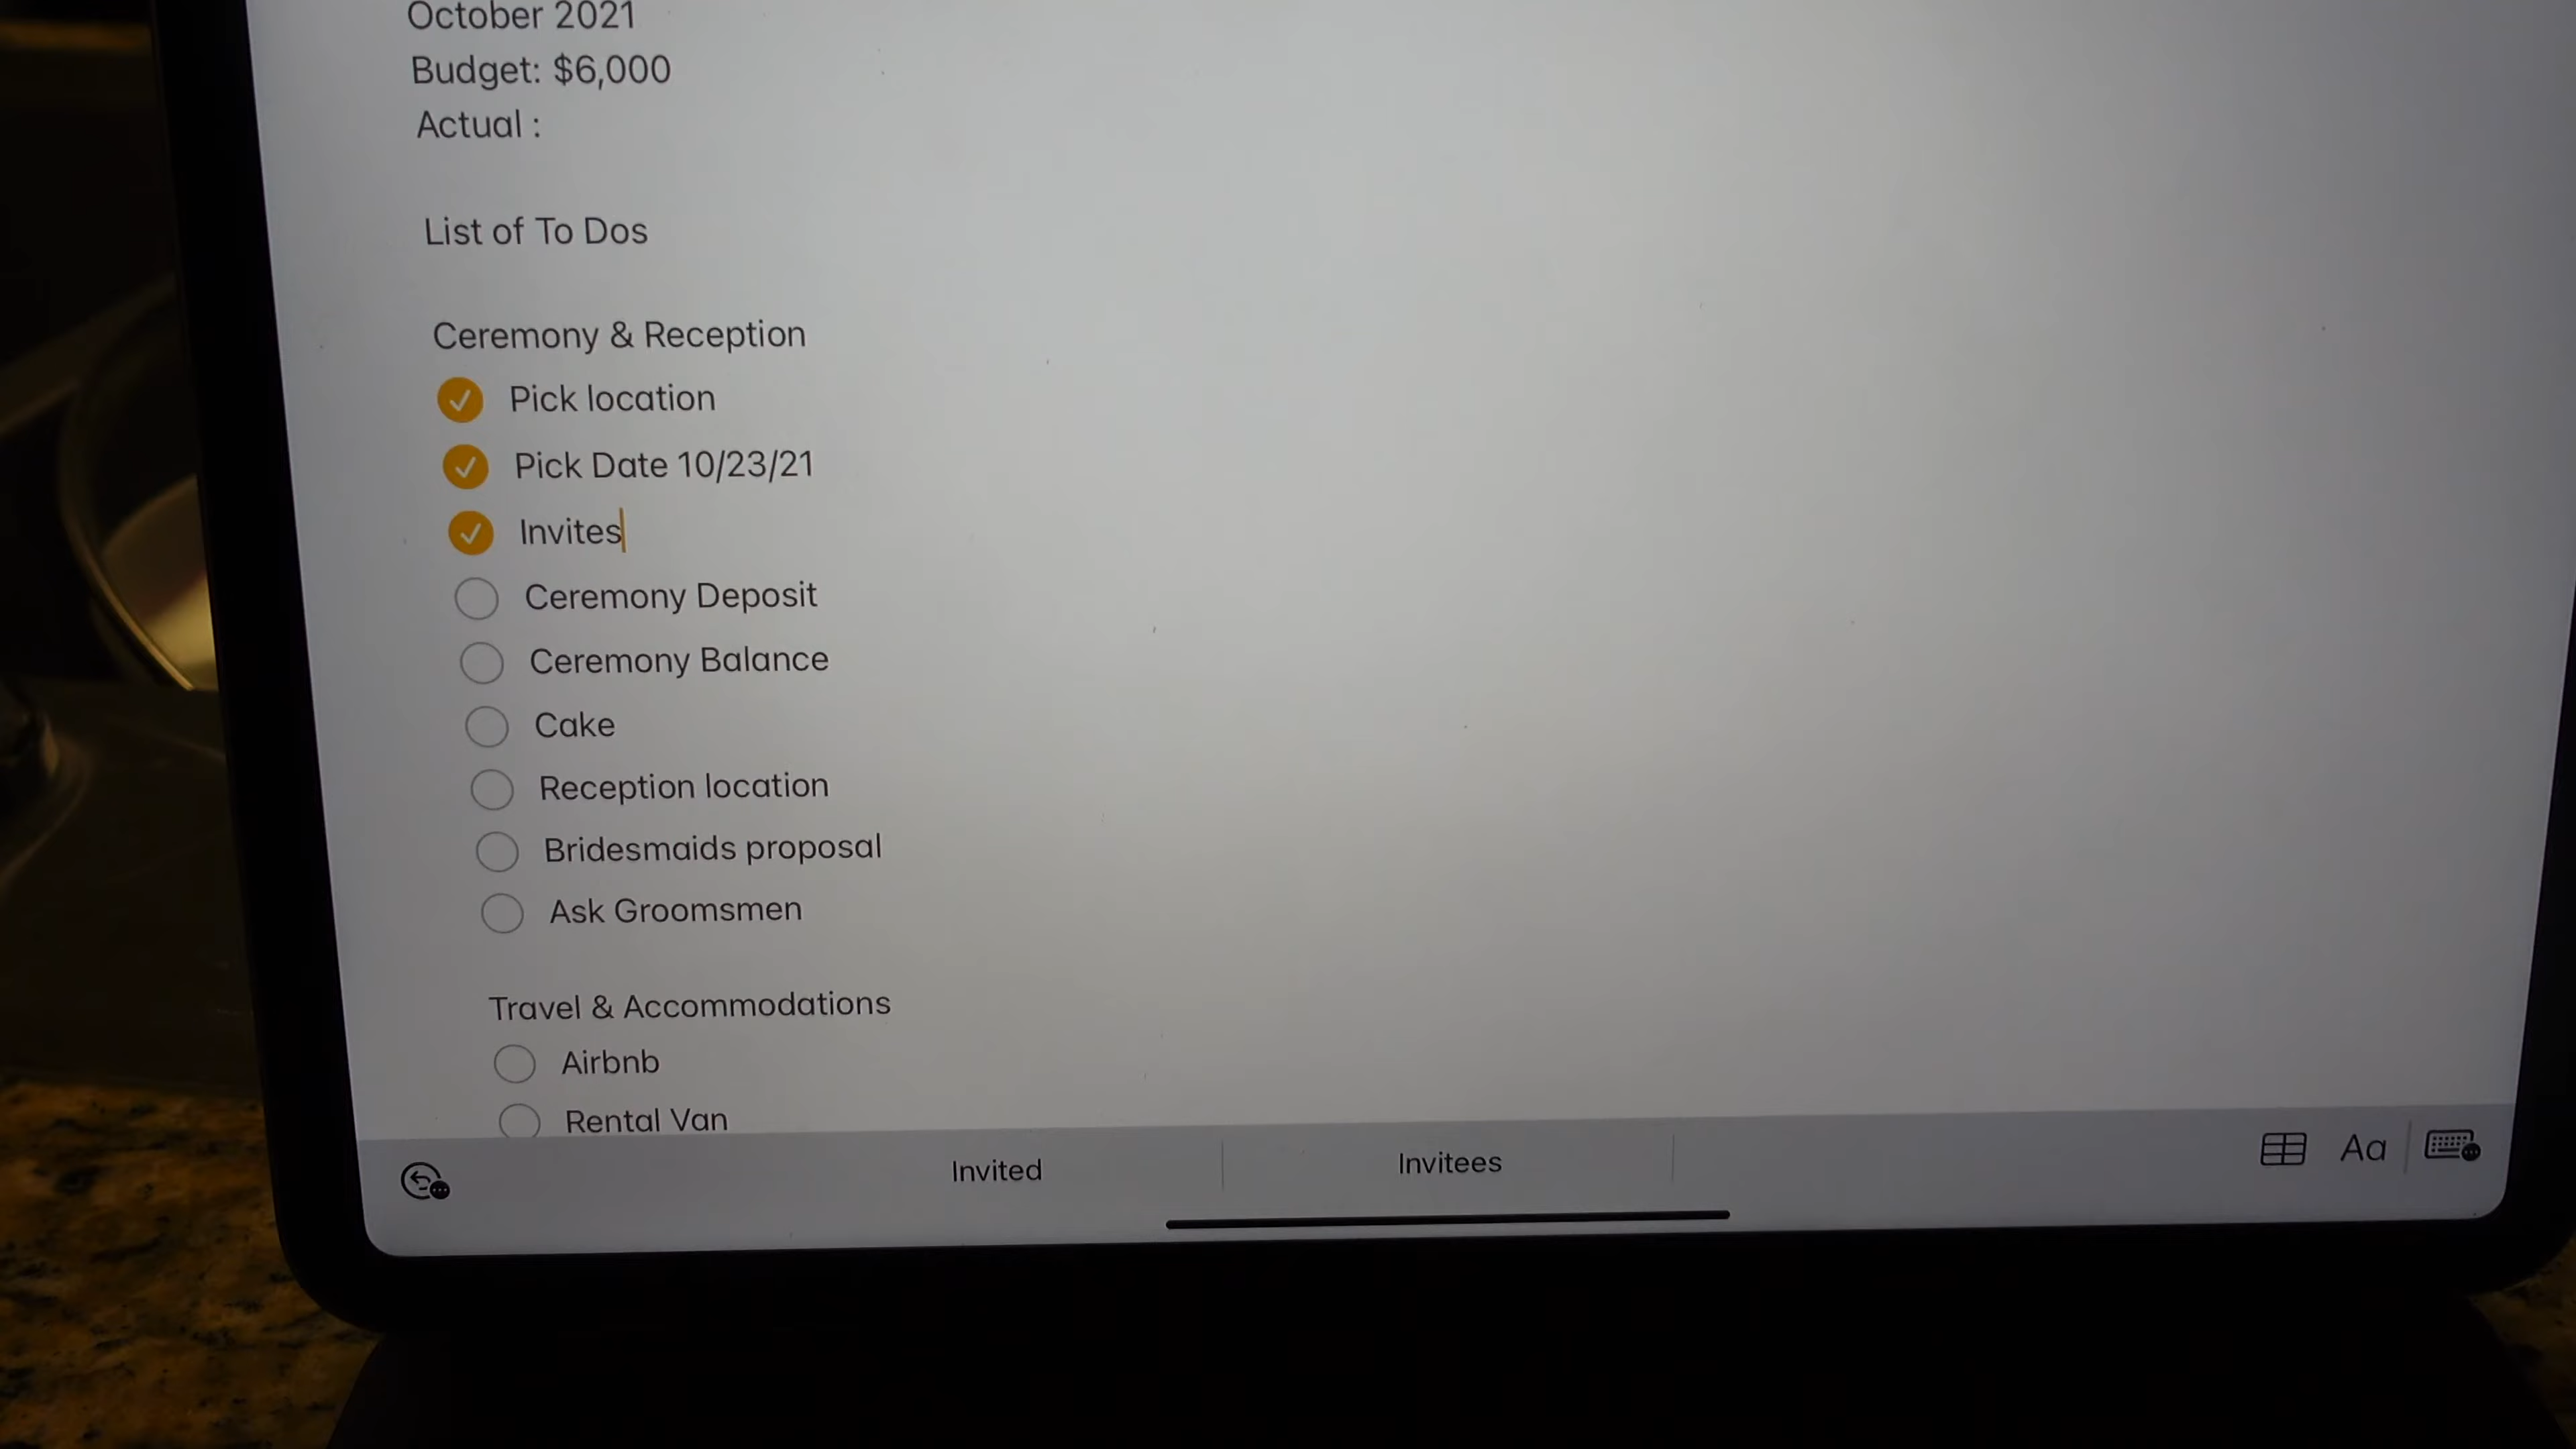 October 2021
Budget: $6,000
Actual :
List of To Dos
Ceremony & Reception
Pick location
Pick Date 10/23/21
Invites
Ceremony Deposit
Ceremony Balance
Cake
Reception location
Bridesmaids proposal
Ask Groomsmen
Travel & Accommodations
Airbnb
Rental Van
Invited
Invitees
Aa